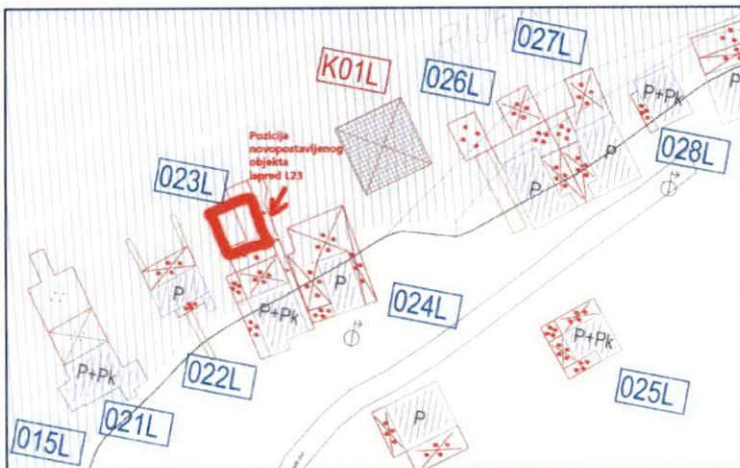 027L
K01L
026L
P+Pk
P
Pozicija
novopostavljenog
objekta
ispred L23
028L
023L
P
P
P
P
024L
P+Pk
P+Pk
022L
025L
P+Pk
P
021L
015L